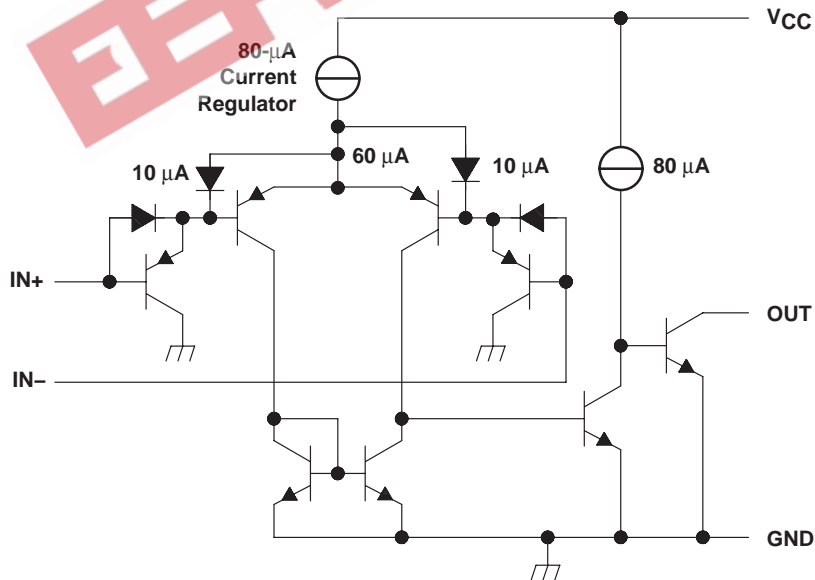 VCC
80-μA
Current
Regulator
60 μA
10 μA
10 μA
80 μA
IN+
OUT
IN–
GND